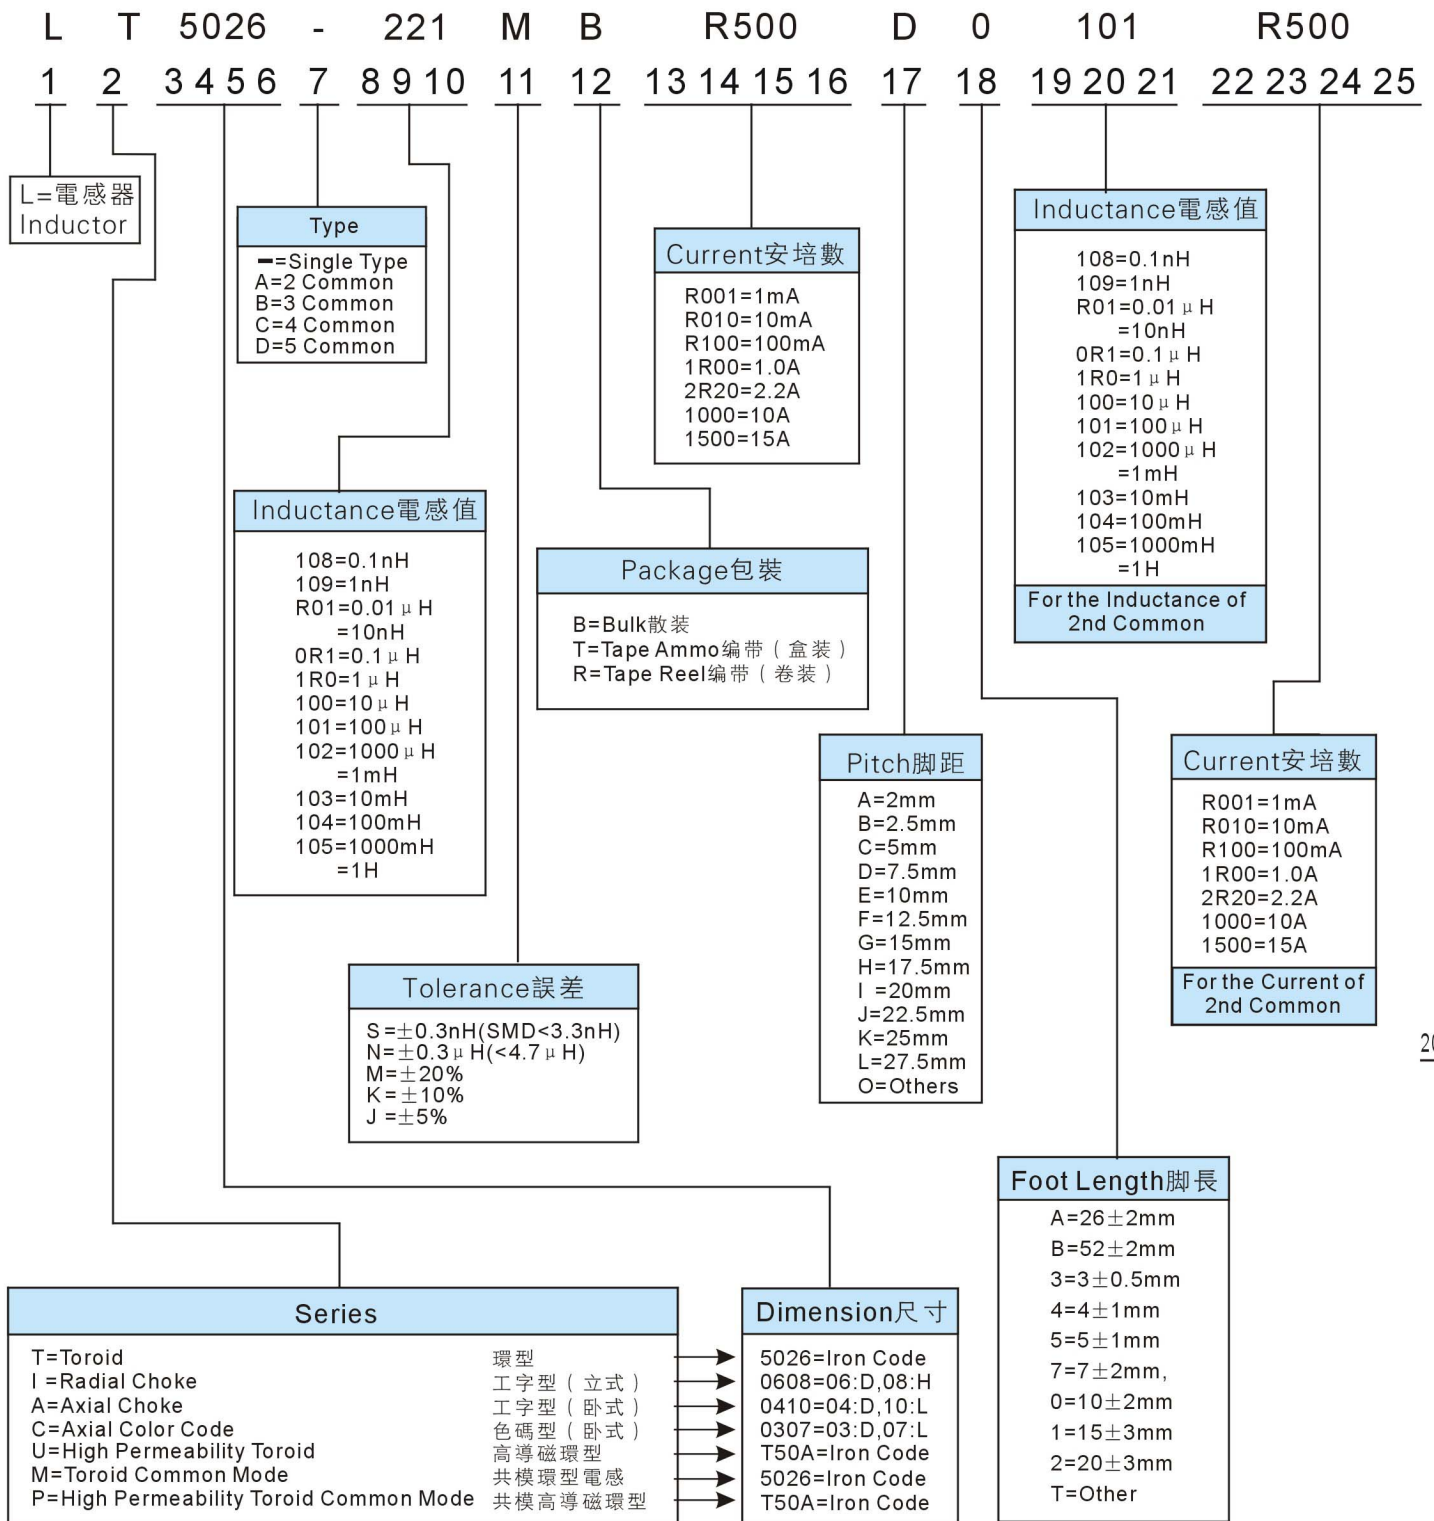 L T 5026 - 221 M B R500 D 0 101 R500
1 2 3 4 5 6 7 8 9 10 11 12 13 14 15 16 17 18 19 20 21 22 23 24 25
L=電感器
Inductor
Type
−=Single Type
A=2 Common
B=3 Common
C=4 Common
D=5 Common
Current安培數
R001=1mA
R010=10mA
R100=100mA
1R00=1.0A
2R20=2.2A
1000=10A
1500=15A
Inductance電感值
108=0.1nH
109=1nH
R01=0.01μH
=10nH
0R1=0.1μH
1R0=1μH
100=10μH
101=100μH
102=1000μH
=1mH
103=10mH
104=100mH
105=1000mH
=1H
For the Inductance of
2nd Common
Inductance電感值
108=0.1nH
109=1nH
R01=0.01μH
=10nH
0R1=0.1μH
1R0=1μH
100=10μH
101=100μH
102=1000μH
=1mH
103=10mH
104=100mH
105=1000mH
=1H
Package包裝
B=Bulk散装
T=Tape Ammo编带（盒装）
R=Tape Reel编带（卷装）
Pitch脚距
A=2mm
B=2.5mm
C=5mm
D=7.5mm
E=10mm
F=12.5mm
G=15mm
H=17.5mm
I =20mm
J=22.5mm
K=25mm
L=27.5mm
O=Others
Current安培數
R001=1mA
R010=10mA
R100=100mA
1R00=1.0A
2R20=2.2A
1000=10A
1500=15A
For the Current of
2nd Common
20
Tolerance誤差
S=±0.3nH(SMD<3.3nH)
N=±0.3μH(<4.7μH)
M=±20%
K=±10%
J =±5%
Foot Length脚長
A=26±2mm
B=52±2mm
3=3±0.5mm
4=4±1mm
5=5±1mm
7=7±2mm,
0=10±2mm
1=15±3mm
2=20±3mm
T=Other
Series
T=Toroid 環型
I =Radial Choke 工字型（立式）
A=Axial Choke 工字型（卧式）
C=Axial Color Code 色碼型（卧式）
U=High Permeability Toroid 高導磁環型
M=Toroid Common Mode 共模環型電感
P=High Permeability Toroid Common Mode 共模高導磁環型
Dimension尺寸
5026=Iron Code
0608=06:D,08:H
0410=04:D,10:L
0307=03:D,07:L
T50A=Iron Code
5026=Iron Code
T50A=Iron Code